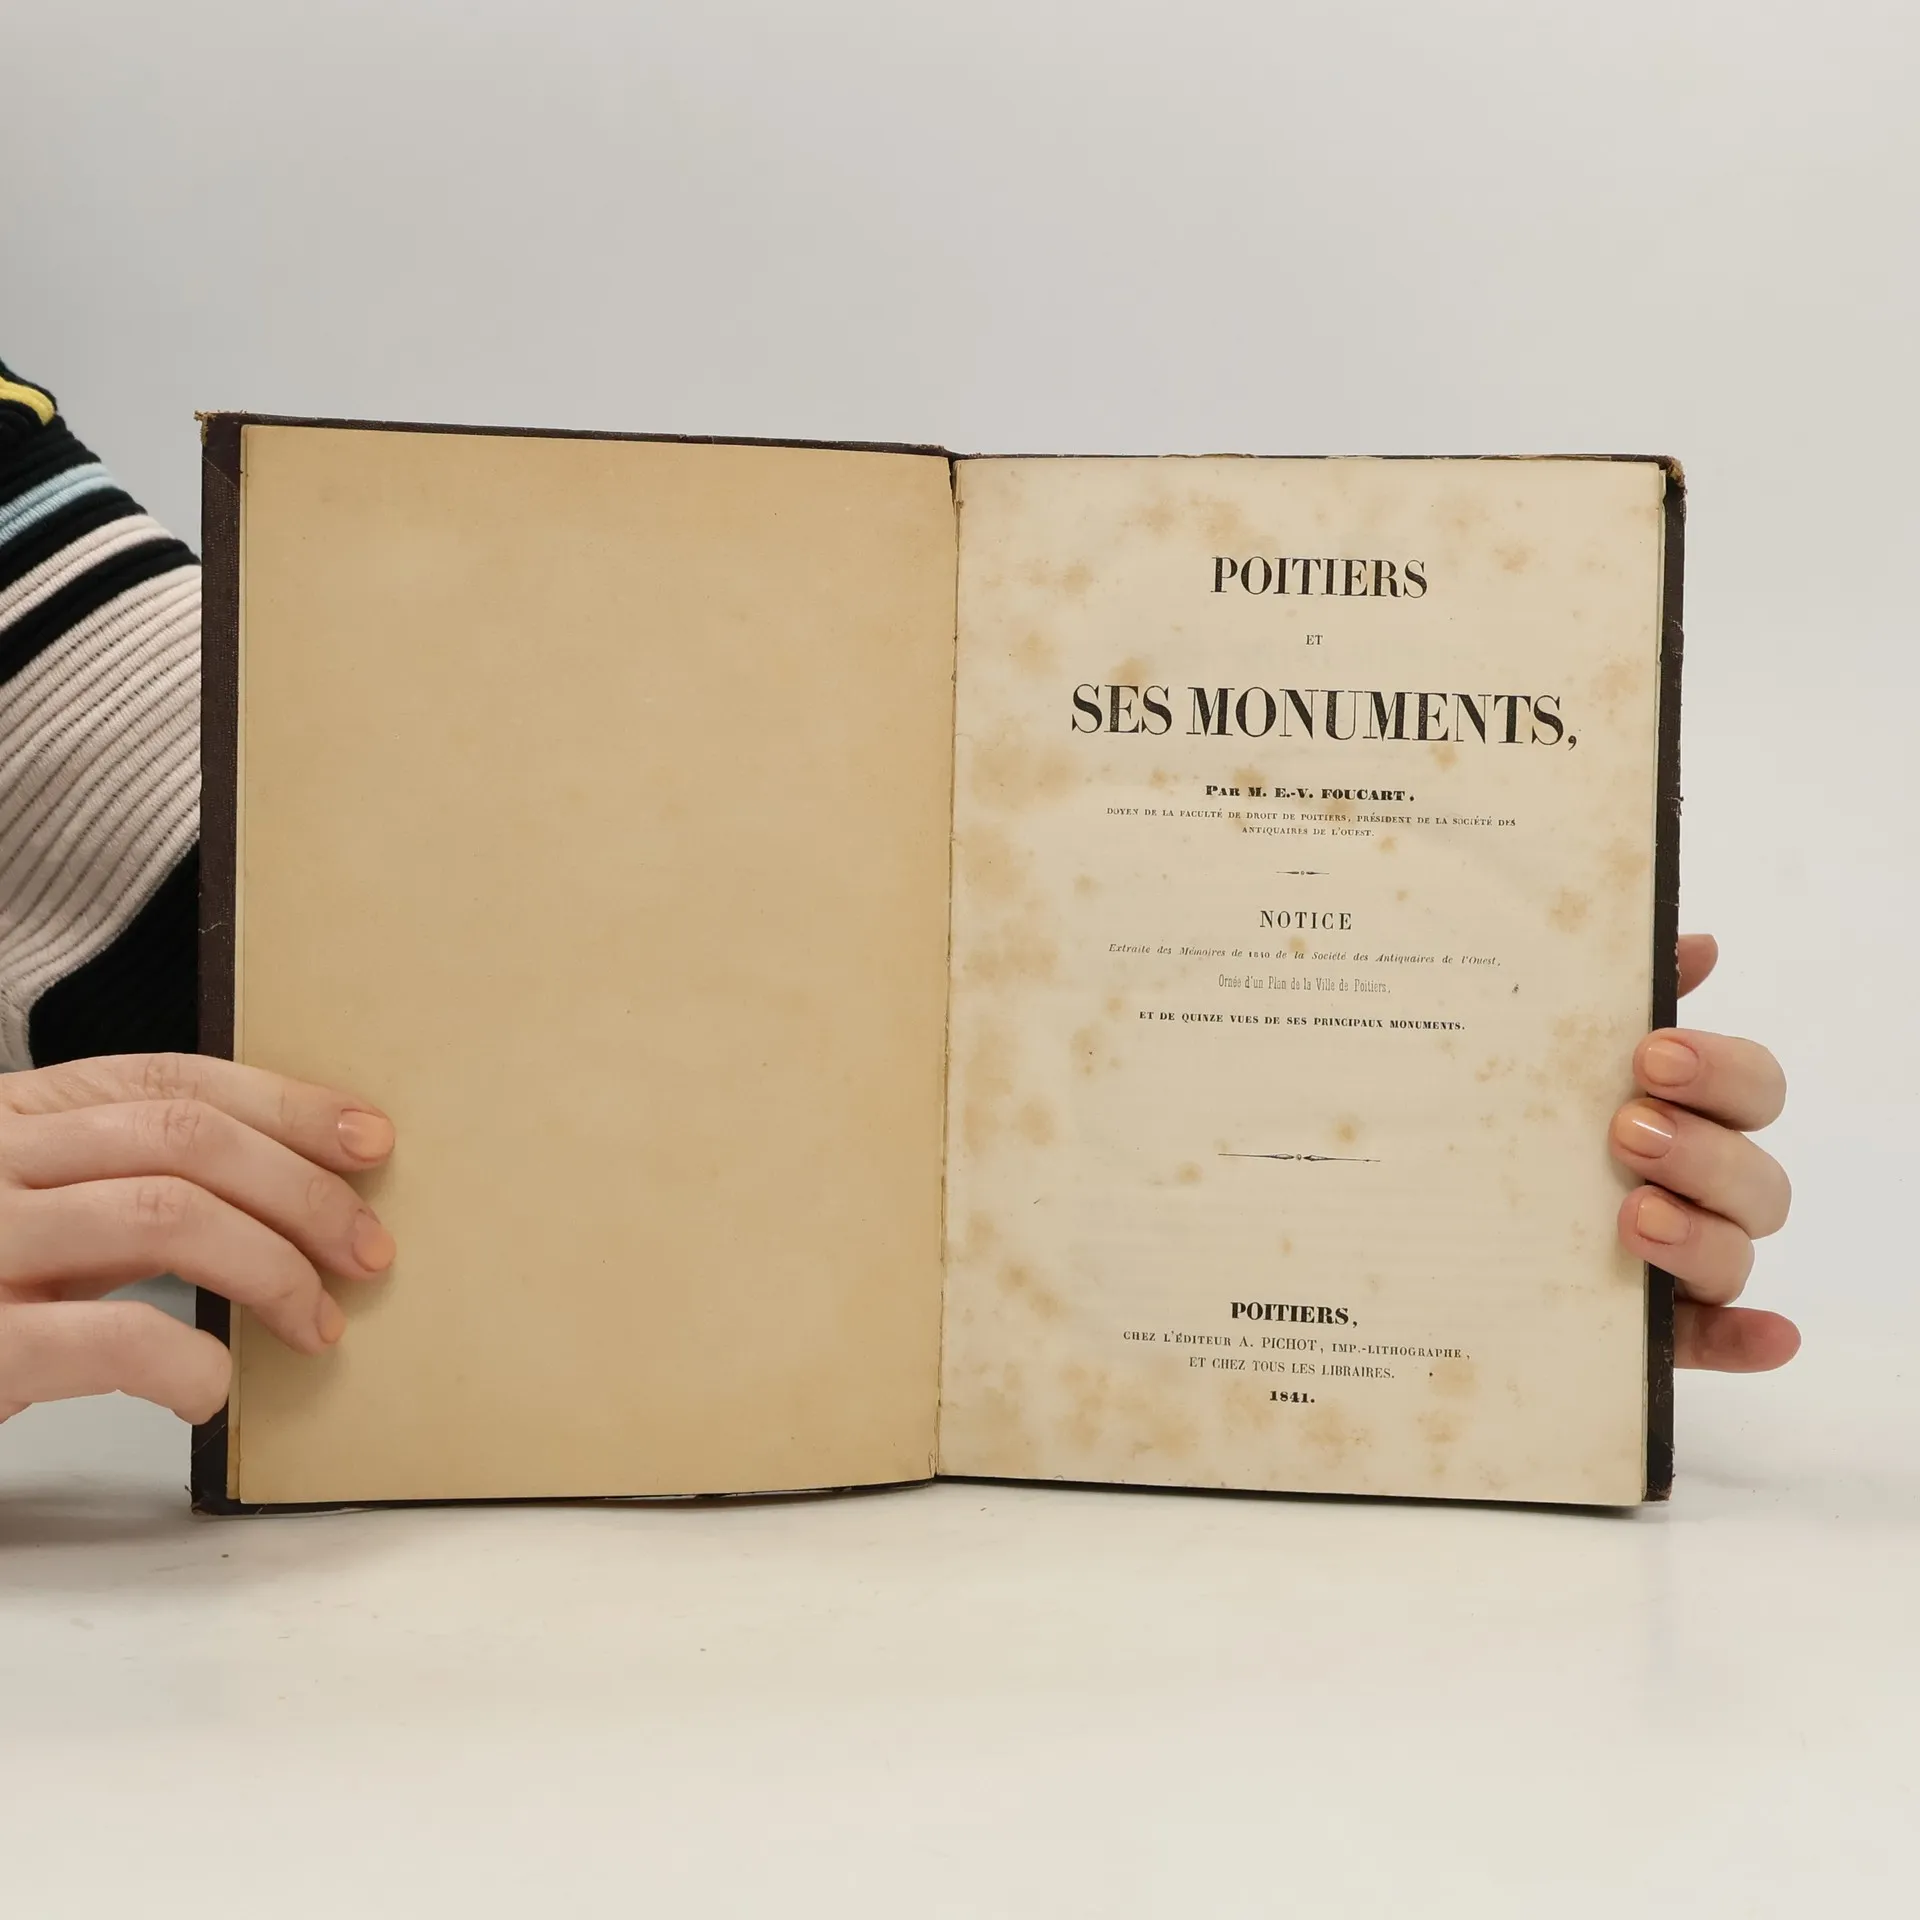 POITIERS
ET
SES MONUMENTS,
PAR M. E.-V. FOUCART,
DOYEN DE LA FACULTÉ DE DROIT DE POITIERS, PRÉSIDENT DE LA SOCIÉTÉ DES
ANTIQUAIRES DE L'OUEST.
NOTICE
Extraite des Mémoires de 1840 de la Société des Antiquaires de l'Ouest,
Ornée d'un Plan de la Ville de Poitiers,
ET DE QUINZE VUES DE SES PRINCIPAUX MONUMENTS.
POITIERS,
CHEZ L'ÉDITEUR A. PICHOT, IMP.-LITHOGRAPHE,
ET CHEZ TOUS LES LIBRAIRES.
1841.